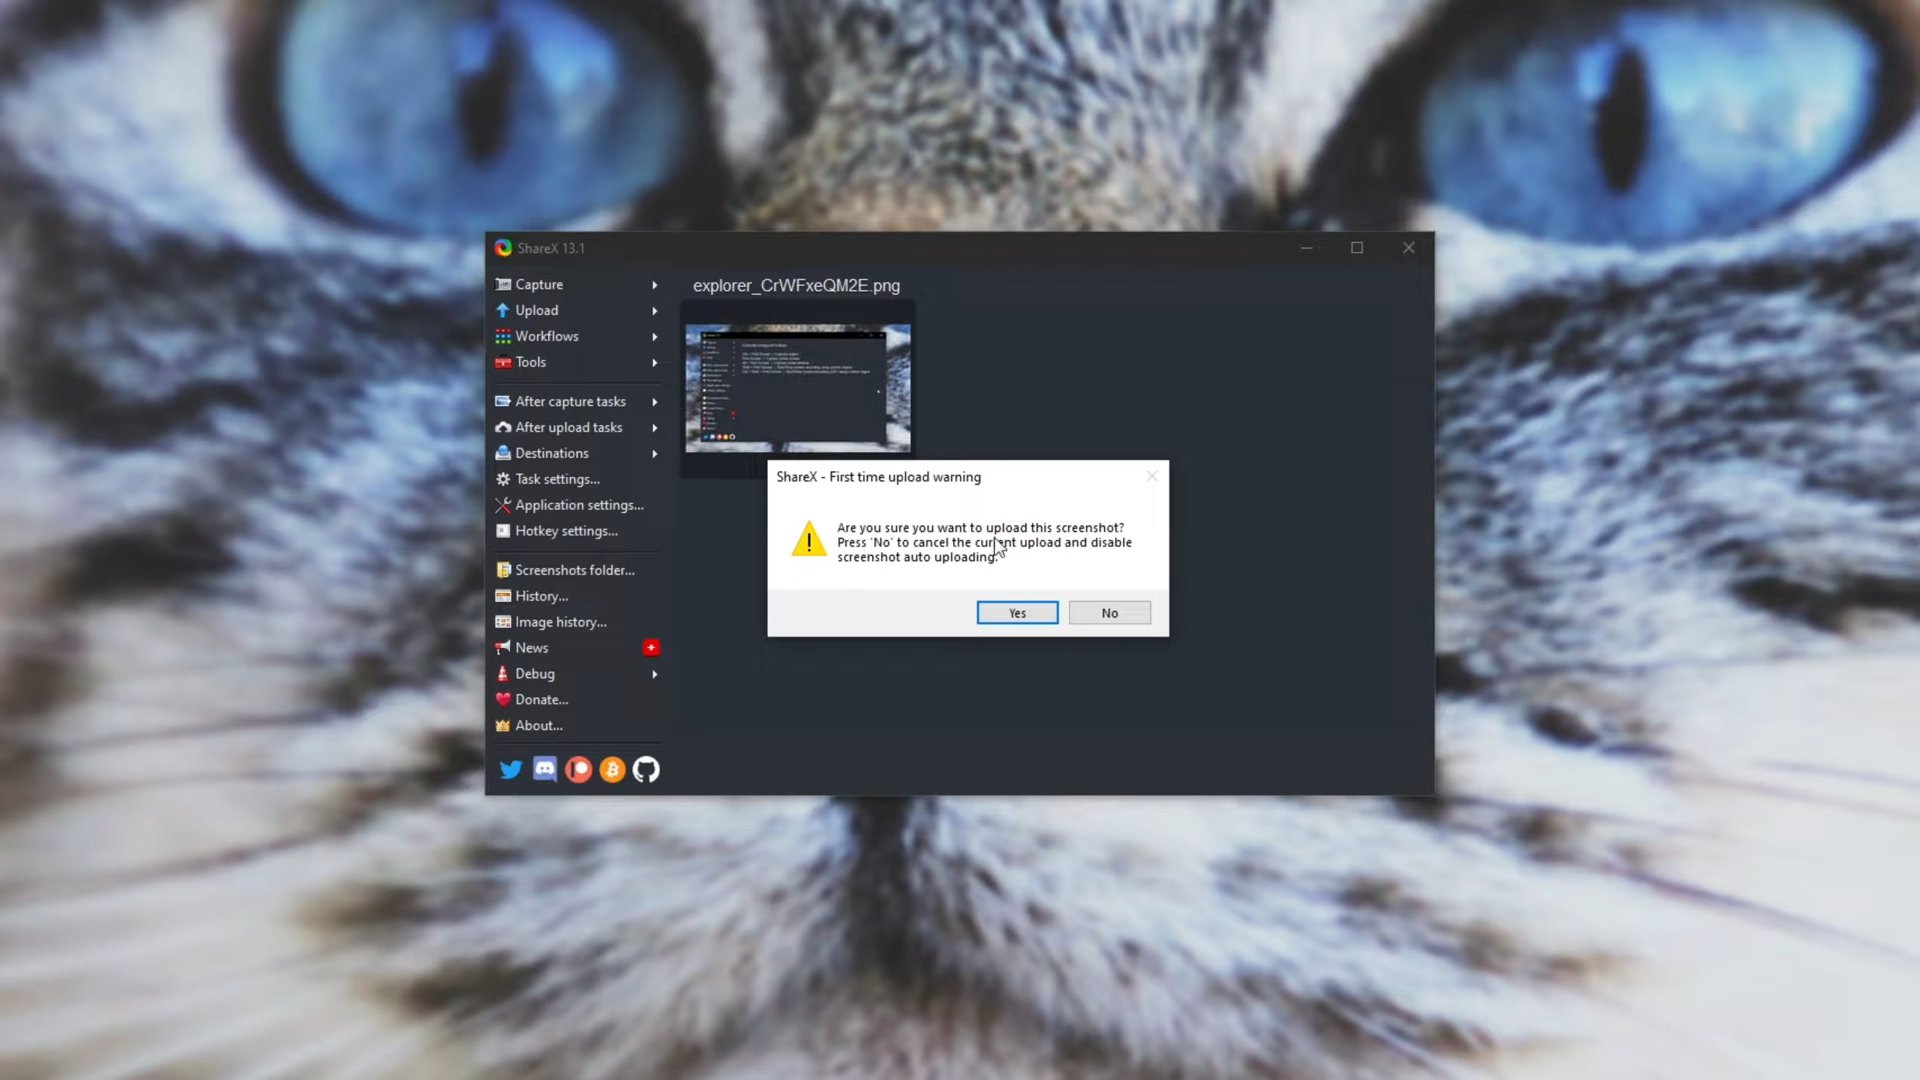 ShareX 13.1
Capture
Upload
Workflows
Tools
After capture tasks
After upload tasks
Destinations
Task settings...
Application settings...
Hotkey settings...
Screenshots folder...
History...
Image history...
News
Debug
Donate...
About...
explorer_CrWFxeQM2E.png
ShareX - First time upload warning
Are you sure you want to upload this screenshot?
Press 'No' to cancel the current upload and disable
screenshot auto uploading.
Yes
No